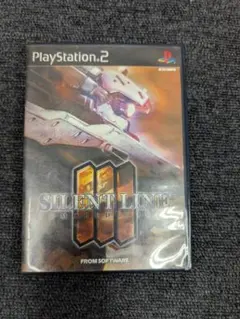 PlayStation 2
SILENT LINE
FROM SOFTWARE